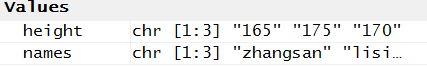 Values
height chr [1:3] "165" "175" "170"
names chr [1:3] "zhangsan" "lisi…